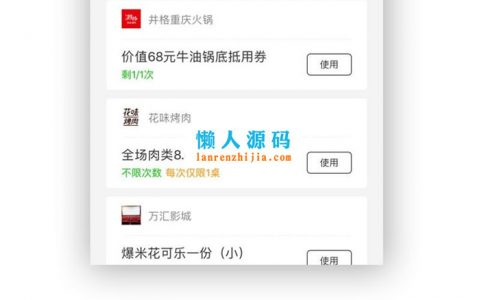 井格重庆火锅
价值68元牛油锅底抵用券
使用
剩1/1次
花味烤肉
花味烤肉
懒人源码
lanrenzhijia.com
全场肉类8.
使用
不限次数 每次仅限1桌
万汇影城
爆米花可乐一份（小）
使用